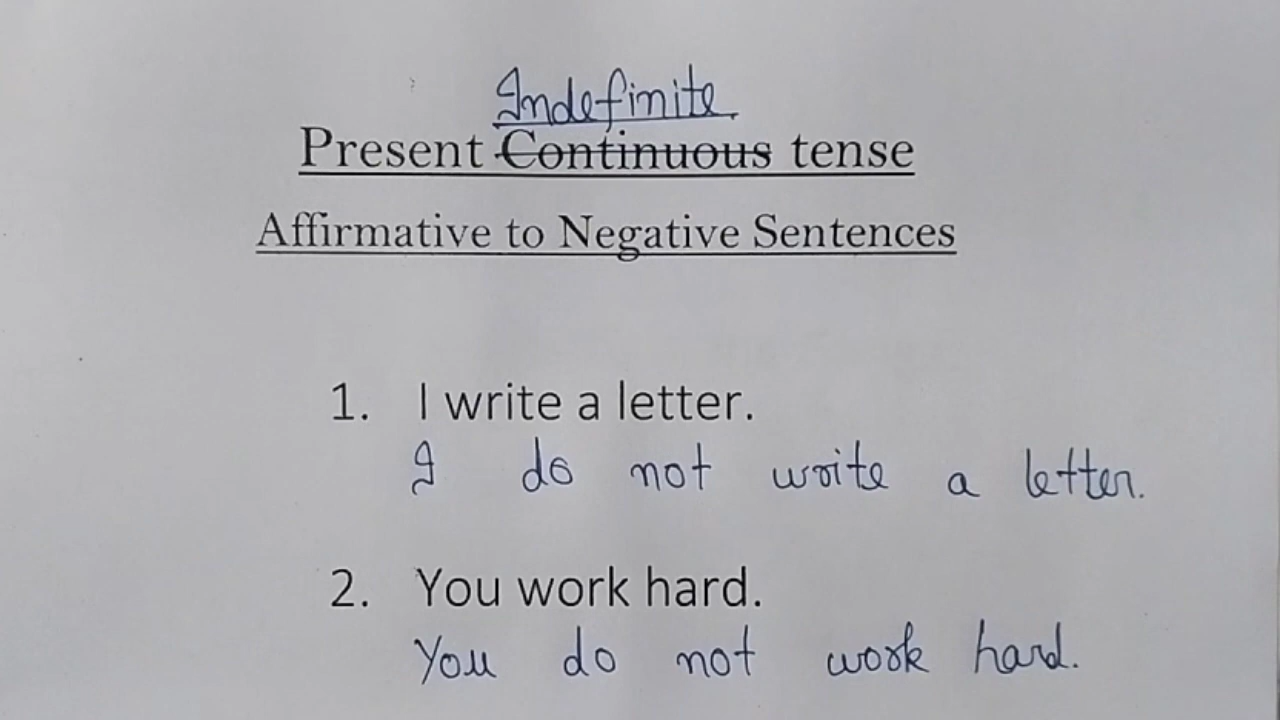 Indefinite
Present Continuous tense
Affirmative to Negative Sentences
1. I write a letter.
I do not write a letter.
2. You work hard.
You do not work hard.